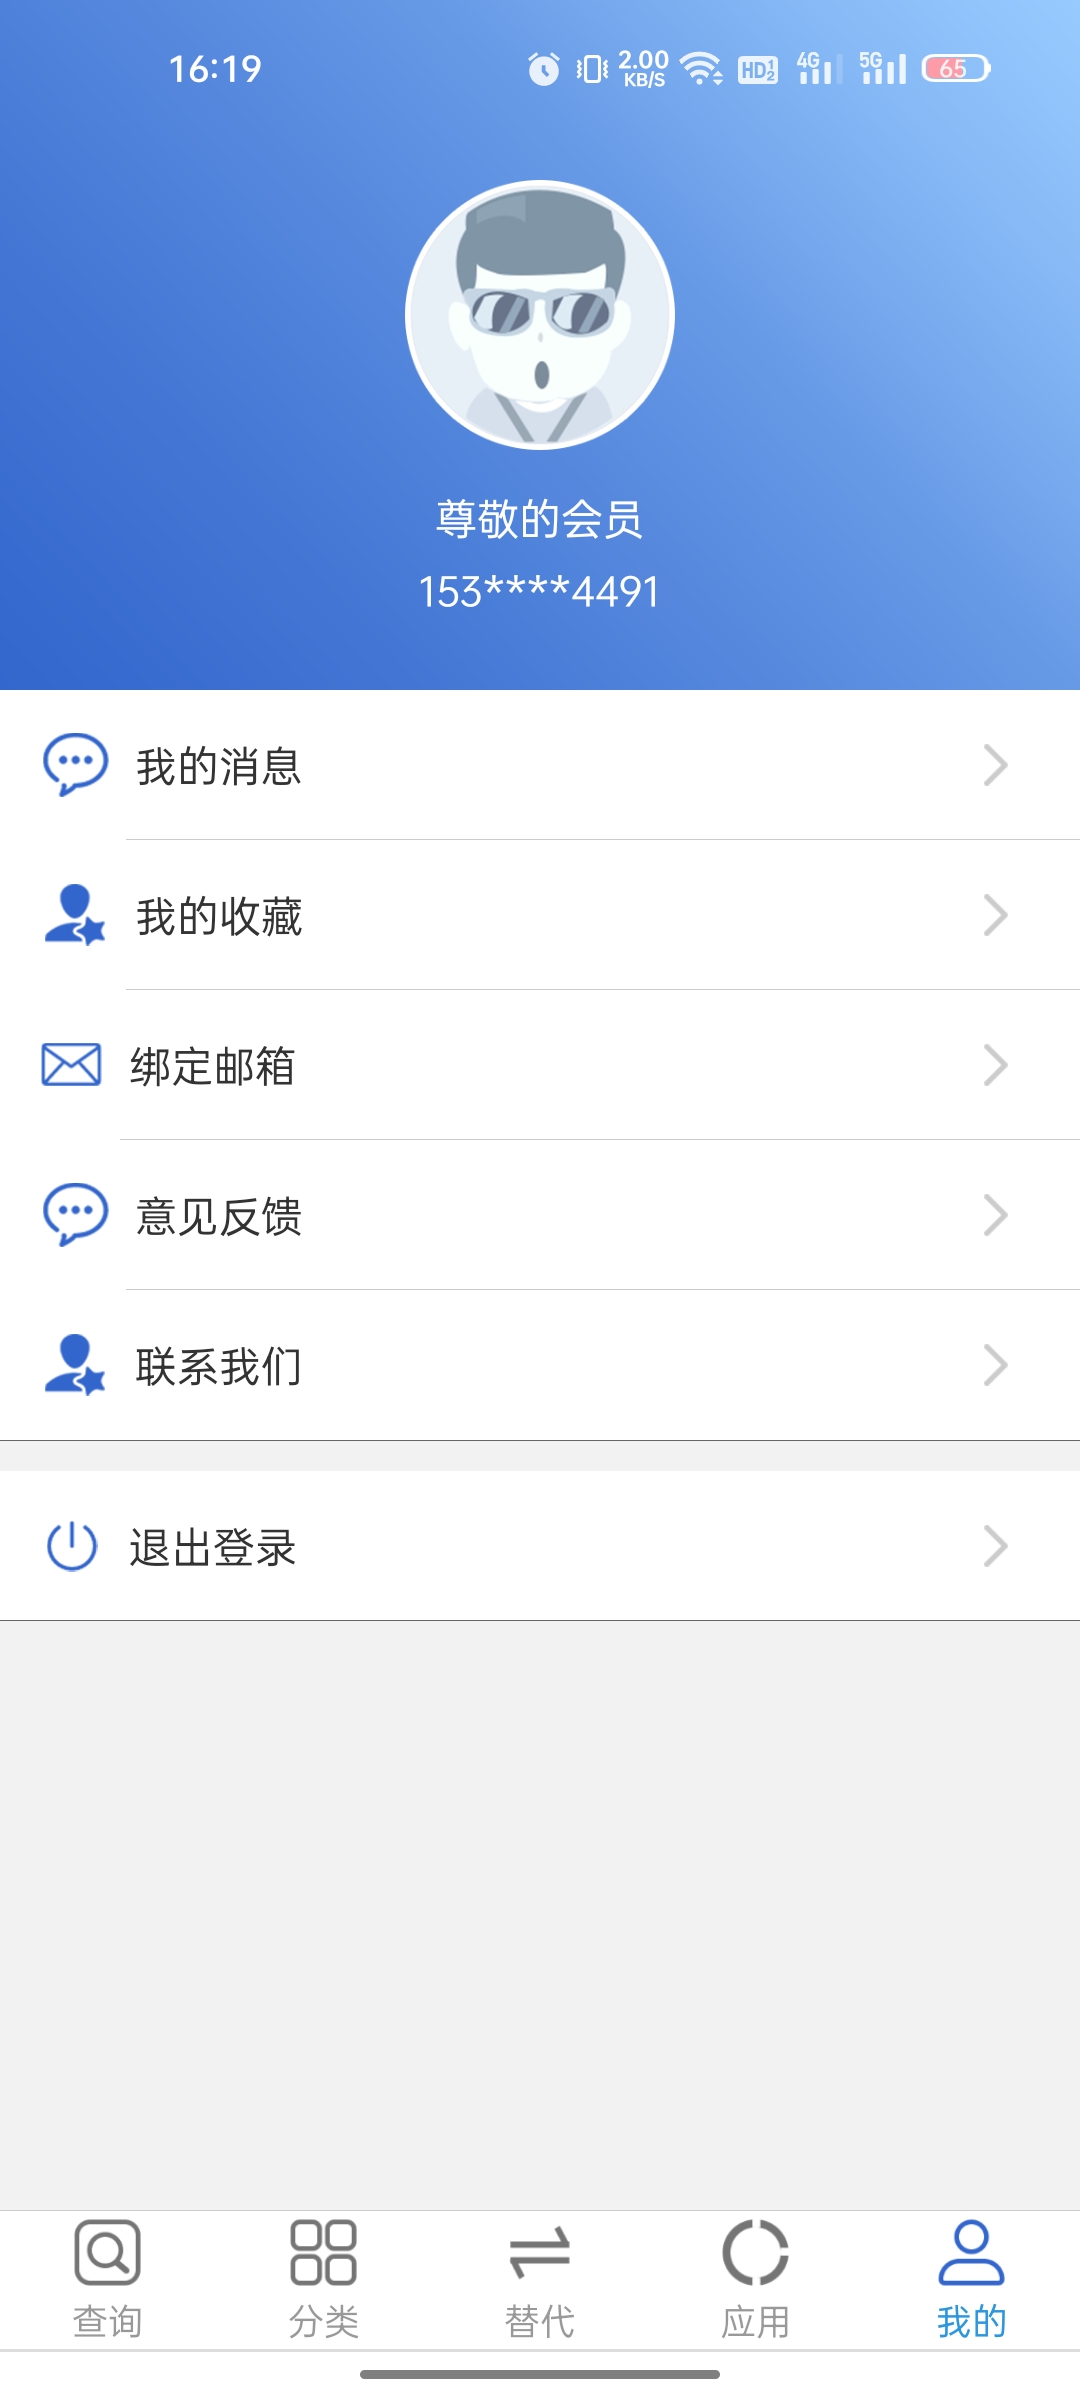 16:19
2.00
KB/S
HD 1 2
4G
5G
65
尊敬的会员
153****4491
我的消息
我的收藏
绑定邮箱
意见反馈
联系我们
退出登录
查询
分类
替代
应用
我的